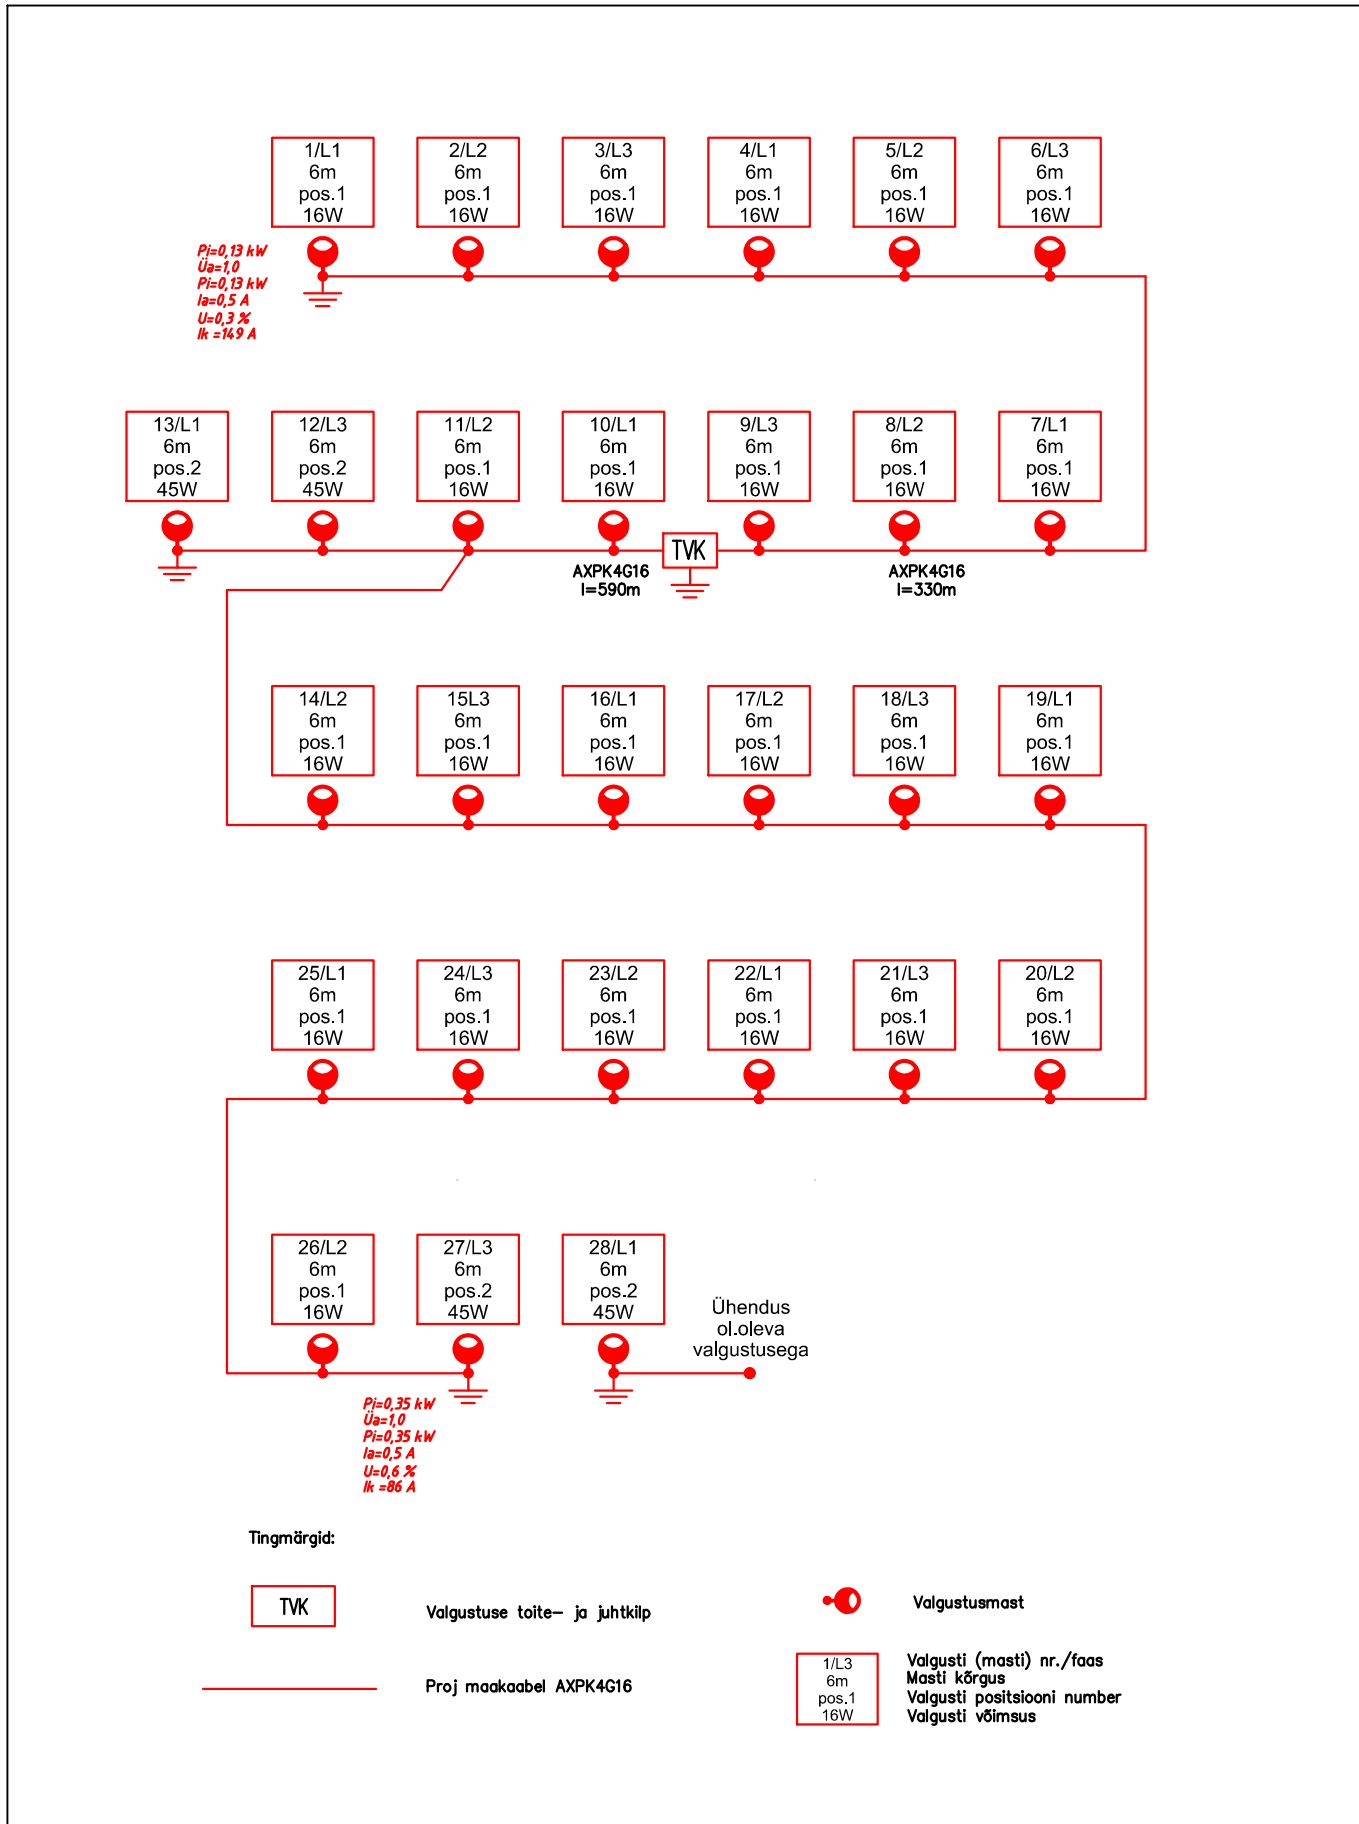 1/L1
6m
pos.1
16W
2/L2
6m
pos.1
16W
3/L3
6m
pos.1
16W
4/L1
6m
pos.1
16W
5/L2
6m
pos.1
16W
6/L3
6m
pos.1
16W
Pi=0,13 kW
Üa=1,0
Pi=0,13 kW
Ia=0,5 A
U=0,3 %
Ik =149 A
13/L1
6m
pos.2
45W
12/L3
6m
pos.2
45W
11/L2
6m
pos.1
16W
10/L1
6m
pos.1
16W
9/L3
6m
pos.1
16W
8/L2
6m
pos.1
16W
7/L1
6m
pos.1
16W
TVK
AXPK4G16
l=590m
AXPK4G16
l=330m
14/L2
6m
pos.1
16W
15L3
6m
pos.1
16W
16/L1
6m
pos.1
16W
17/L2
6m
pos.1
16W
18/L3
6m
pos.1
16W
19/L1
6m
pos.1
16W
25/L1
6m
pos.1
16W
24/L3
6m
pos.1
16W
23/L2
6m
pos.1
16W
22/L1
6m
pos.1
16W
21/L3
6m
pos.1
16W
20/L2
6m
pos.1
16W
26/L2
6m
pos.1
16W
27/L3
6m
pos.2
45W
28/L1
6m
pos.2
45W
Ühendus
ol.oleva
valgustusega
Pi=0,35 kW
Üa=1,0
Pi=0,35 kW
Ia=0,5 A
U=0,6 %
Ik =86 A
Tingmärgid:
TVK
Valgustuse toite- ja juhtkilp
Valgustusmast
Proj maakaabel AXPK4G16
1/L3
6m
pos.1
16W
Valgusti (masti) nr./faas
Masti kõrgus
Valgusti positsiooni number
Valgusti võimsus